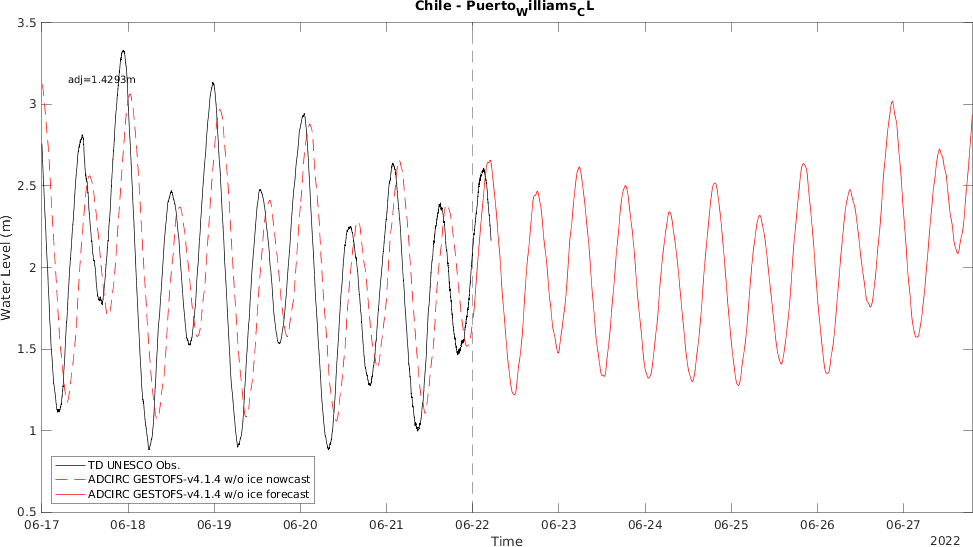 Chile - PuertoWilliamsCL
3.5
adj=1.4293m
3
2.5
Water Level (m)
2
1.5
1
TD UNESCO Obs.
ADCIRC GESTOFS-v4.1.4 w/o ice nowcast
ADCIRC GESTOFS-v4.1.4 w/o ice forecast
0.5
06-17 06-18 06-19 06-20 06-21 06-22 06-23 06-24 06-25 06-26 06-27
Time
2022